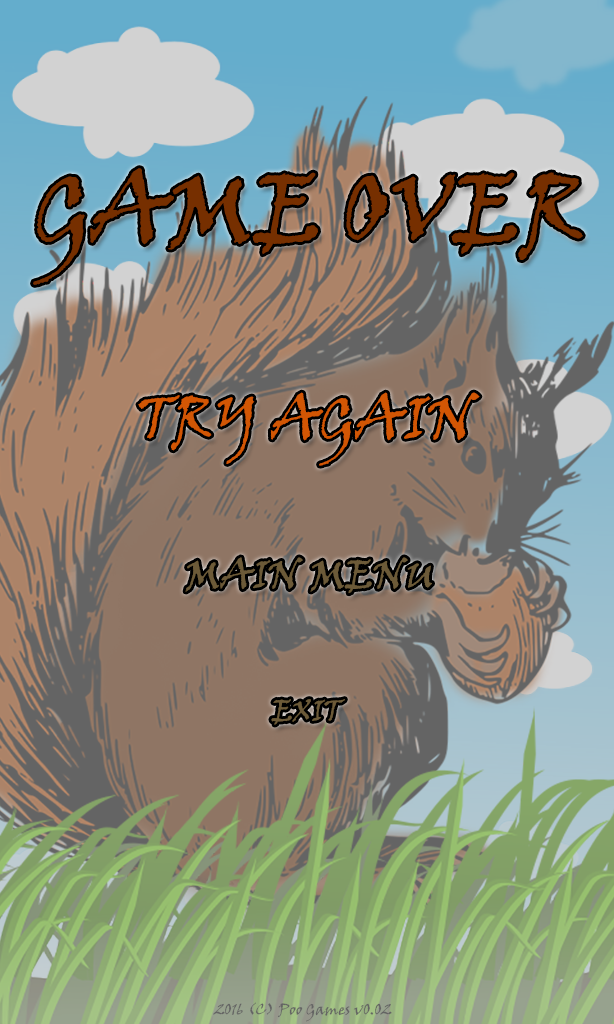 GAME OVER
TRY AGAIN
MAIN MENU
EXIT
2016 (C) Poo Games v0.02